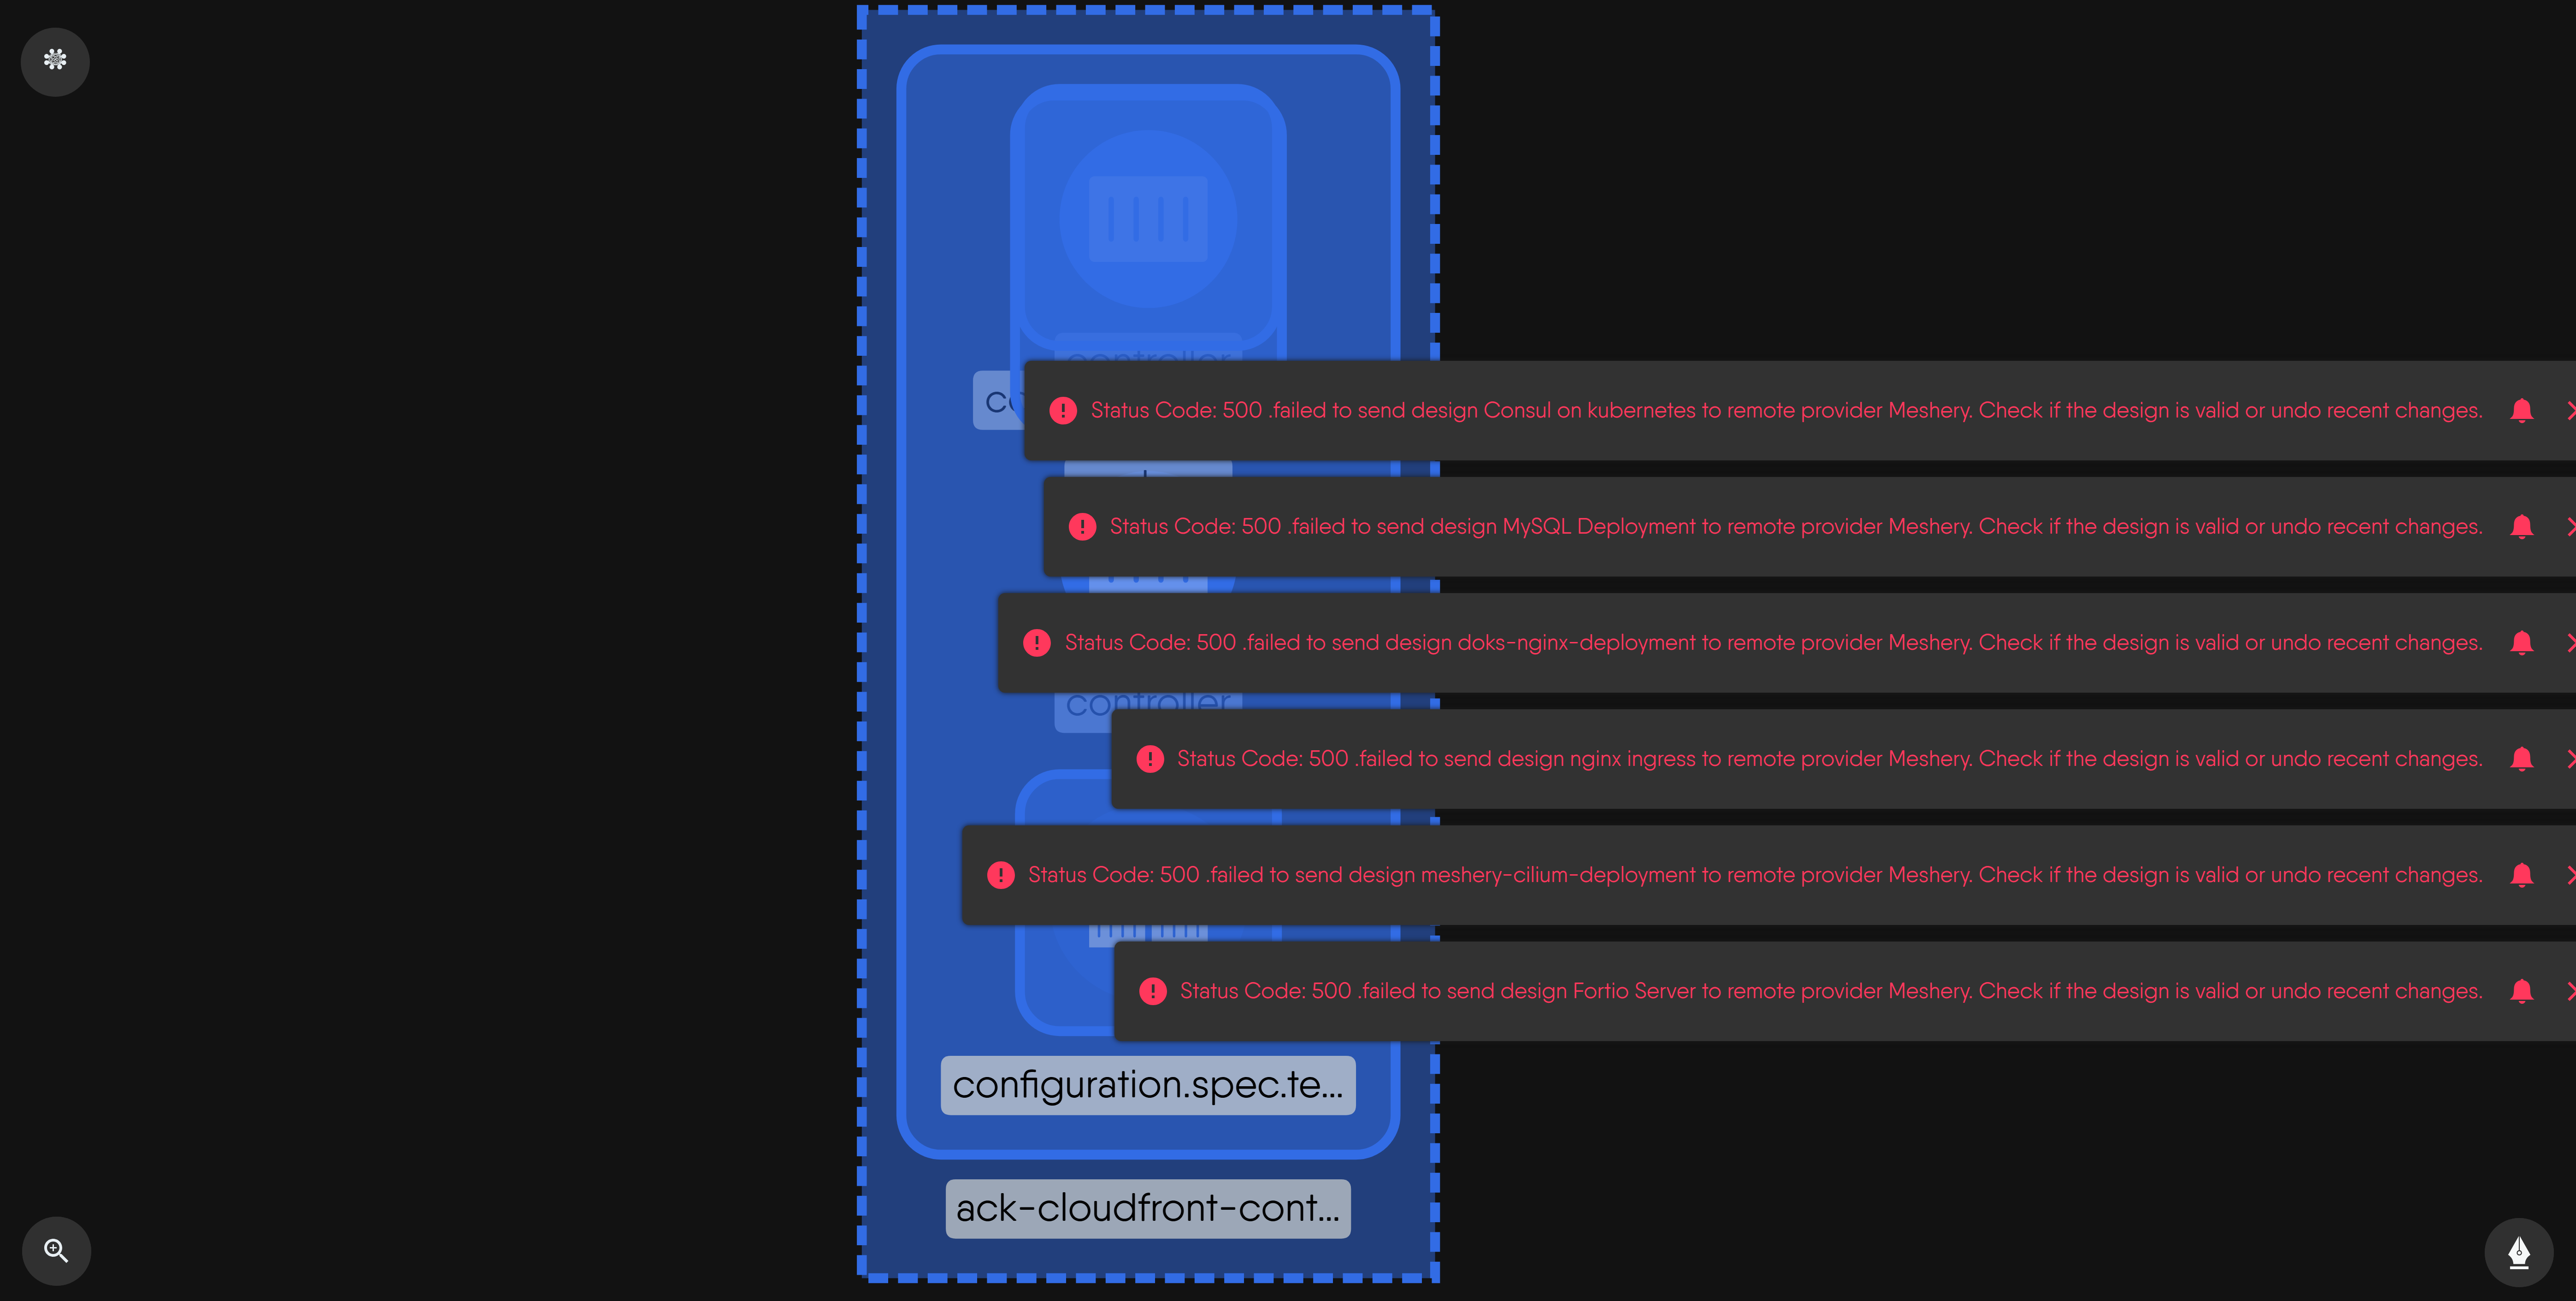 controller
Status Code: 500 .failed to send design Consul on kubernetes to remote provider Meshery. Check if the design is valid or undo recent changes.
Status Code: 500 .failed to send design MySQL Deployment to remote provider Meshery. Check if the design is valid or undo recent changes.
Status Code: 500 .failed to send design doks-nginx-deployment to remote provider Meshery. Check if the design is valid or undo recent changes.
controller
Status Code: 500 .failed to send design nginx ingress to remote provider Meshery. Check if the design is valid or undo recent changes.
Status Code: 500 .failed to send design meshery-cilium-deployment to remote provider Meshery. Check if the design is valid or undo recent changes.
Status Code: 500 .failed to send design Fortio Server to remote provider Meshery. Check if the design is valid or undo recent changes.
configuration.spec.te...
ack-cloudfront-cont...